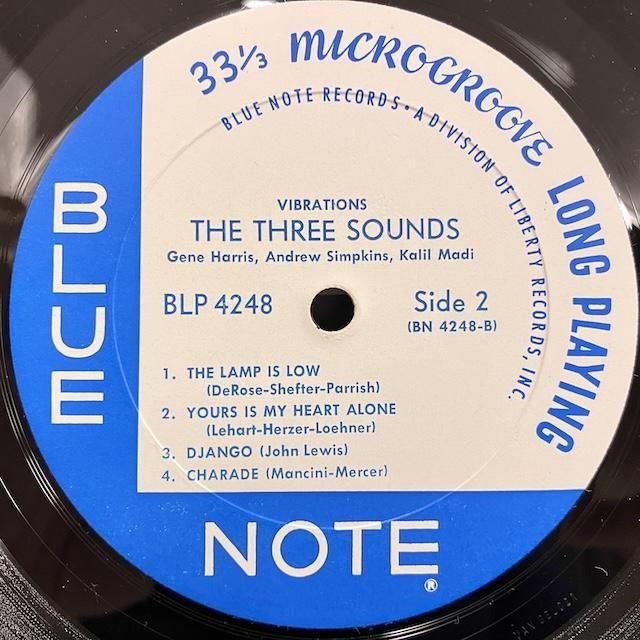 33⅓ MICROGROOVE LONG PLAYING
BLUE NOTE RECORDS • A DIVISION OF LIBERTY RECORDS, INC.
VIBRATIONS
THE THREE SOUNDS
Gene Harris, Andrew Simpkins, Kalil Madi
BLP 4248
Side 2
(BN 4248-B)
1. THE LAMP IS LOW
(DeRose-Shefter-Parrish)
2. YOURS IS MY HEART ALONE
(Lehart-Herzer-Loehner)
3. DJANGO (John Lewis)
4. CHARADE (Mancini-Mercer)
BLUE
NOTE
®